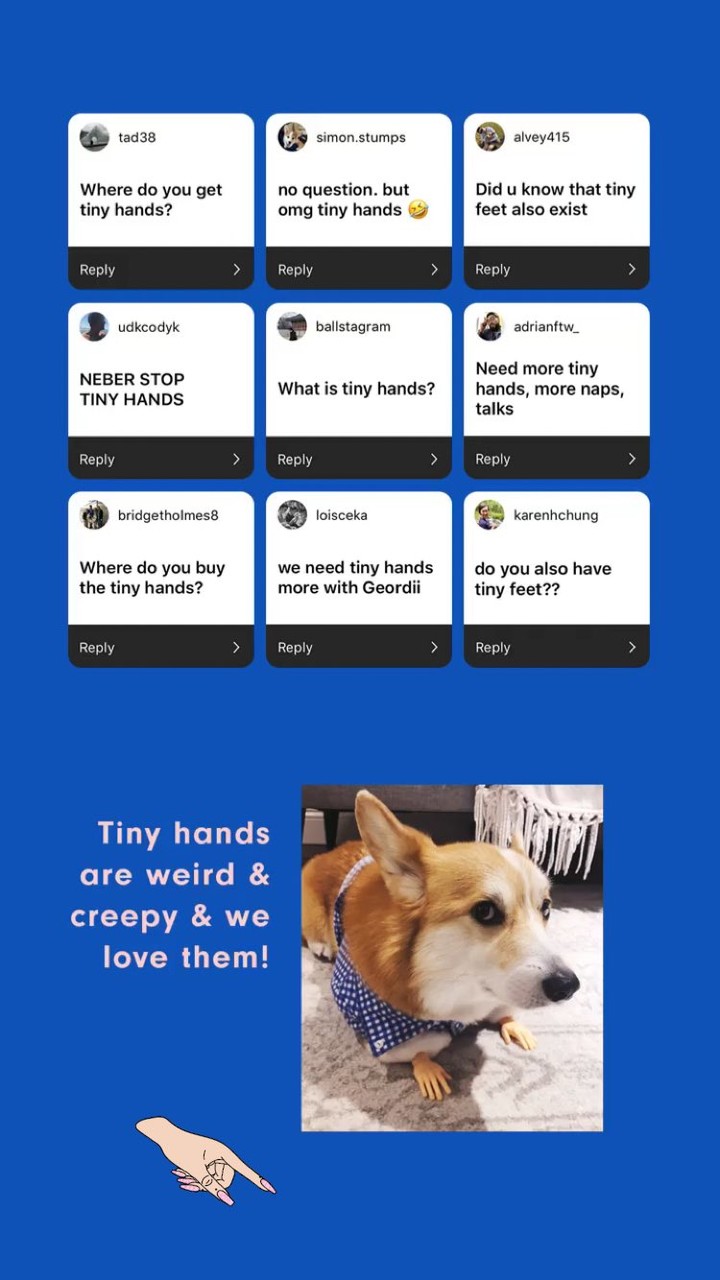 tad38
Where do you get
tiny hands?
Reply
simon.stumps
no question. but
omg tiny hands 🤣
Reply
alvey415
Did u know that tiny
feet also exist
Reply
udkcodyk
NEBER STOP
TINY HANDS
Reply
ballstagram
What is tiny hands?
Reply
adrianftw_
Need more tiny
hands, more naps,
talks
Reply
bridgetholmes8
Where do you buy
the tiny hands?
Reply
loisceka
we need tiny hands
more with Geordii
Reply
karenhchung
do you also have
tiny feet??
Reply
Tiny hands
are weird &
creepy & we
love them!